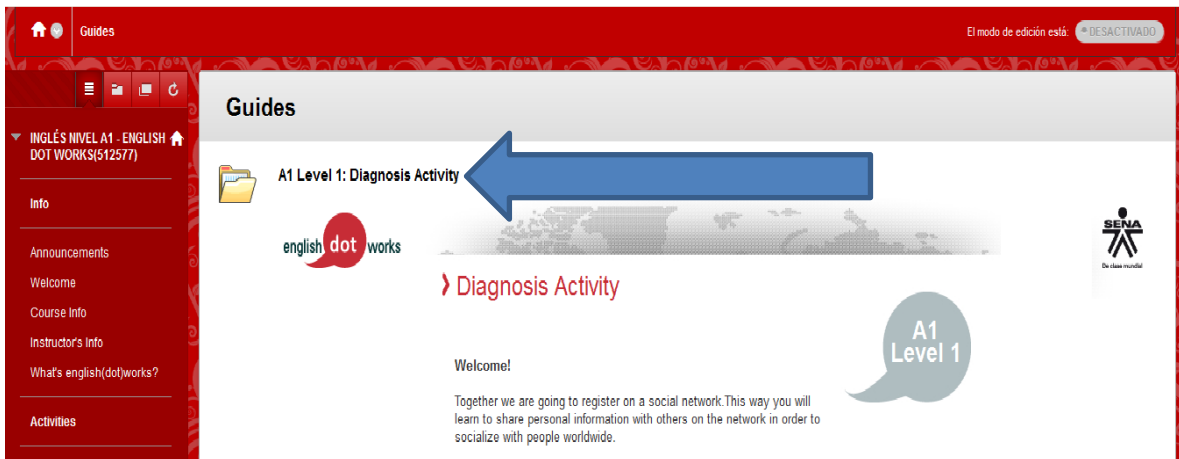 Guides
El modo de edición está:
DESACTIVADO
INGLÉS NIVEL A1 - ENGLISH
DOT WORKS(512577)
Info
Announcements
Welcome
Course Info
Instructor's Info
What's english(dot)works?
Activities
Guides
A1 Level 1: Diagnosis Activity
english dot works
SENA
De clase mundial
Diagnosis Activity
A1
Level 1
Welcome!
Together we are going to register on a social network.This way you will
learn to share personal information with others on the network in order to
socialize with people worldwide.